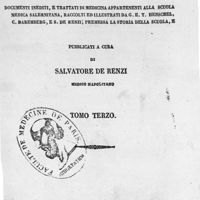 DOCUMENTI INEDITI, E TRATTATI DI MEDICINA APPARTENENTI ALLA SCUOLA
MEDICA SALERNITANA, RACCOLTI ED ILLUSTRATI DA G. E. T. HENSCHEL,
C. DAREMBERG, E S. DE RENZI; PREMESSA LA STORIA DELLA SCUOLA, E
PUBBLICATI A CURA
DI
SALVATORE DE RENZI
MEDICO NAPOLITANO
TOMO TERZO.
FACULTÉ DE MEDECINE DE PARIS